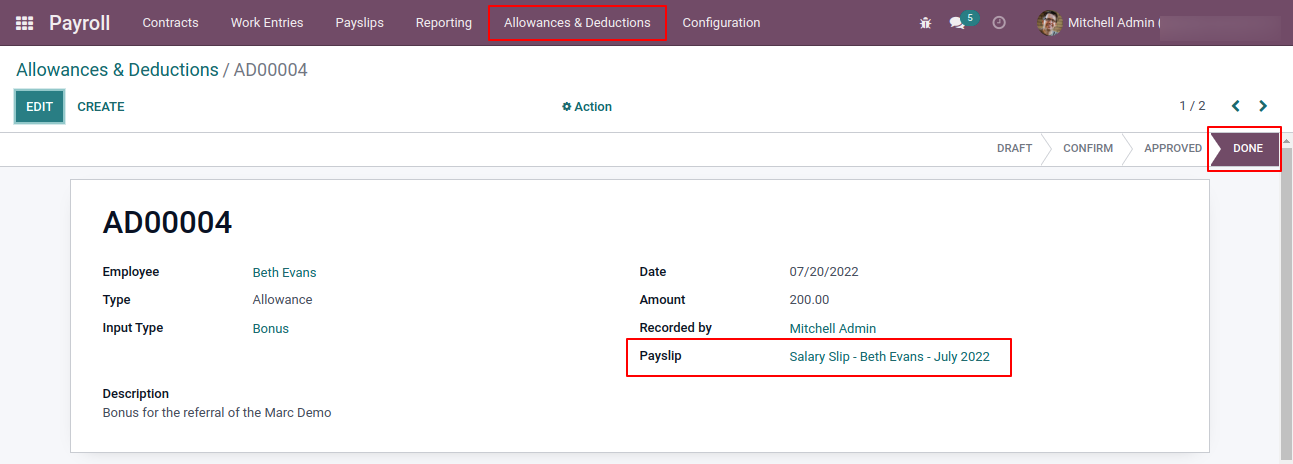 Payroll Contracts Work Entries Payslips Reporting Allowances & Deductions Configuration 5 Mitchell Admin (
Allowances & Deductions / AD00004
EDIT CREATE Action 1 / 2
DRAFT CONFIRM APPROVED DONE
AD00004
Employee Beth Evans Date 07/20/2022
Type Allowance Amount 200.00
Input Type Bonus Recorded by Mitchell Admin
Payslip Salary Slip - Beth Evans - July 2022
Description
Bonus for the referral of the Marc Demo